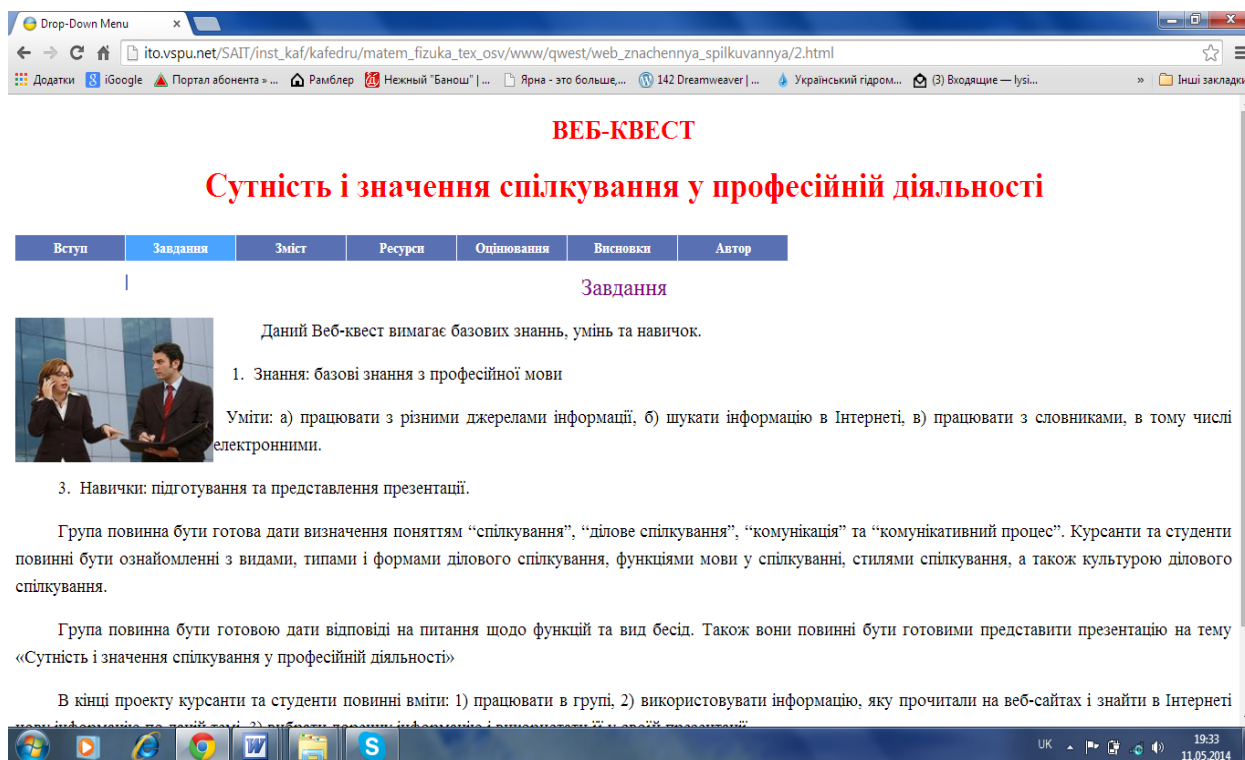 Drop-Down Menu
ito.vspu.net/SAIT/inst_kaf/kafedru/matem_fizuka_tex_osv/www/qwest/web_znachennya_spilkuvannya/2.html
Додатки iGoogle Портал абонента » ... Рамблер Нежный "Банош" | ... Ярна - это больше,... 142 Dreamweaver | ... Український гідром... (3) Входящие — lysi... » Інші закладки
ВЕБ-КВЕСТ
Сутність і значення спілкування у професійній діяльності
Вступ Завдання Зміст Ресурси Оцінювання Висновки Автор
Завдання
Даний Веб-квест вимагає базових знаннь, умінь та навичок.
1. Знання: базові знання з професійної мови
Уміти: а) працювати з різними джерелами інформації, б) шукати інформацію в Інтернеті, в) працювати з словниками, в тому числі
електронними.
3. Навички: підготування та представлення презентації.
Група повинна бути готова дати визначення поняттям “спілкування”, “ділове спілкування”, “комунікація” та “комунікативний процес”. Курсанти та студенти
повинні бути ознайомленні з видами, типами і формами ділового спілкування, функціями мови у спілкуванні, стилями спілкування, а також культурою ділового
спілкування.
Група повинна бути готовою дати відповіді на питання щодо функцій та вид бесід. Також вони повинні бути готовими представити презентацію на тему
«Сутність і значення спілкування у професійній діяльності»
В кінці проекту курсанти та студенти повинні вміти: 1) працювати в групі, 2) використовувати інформацію, яку прочитали на веб-сайтах і знайти в Інтернеті
UK 19:33
11.05.2014